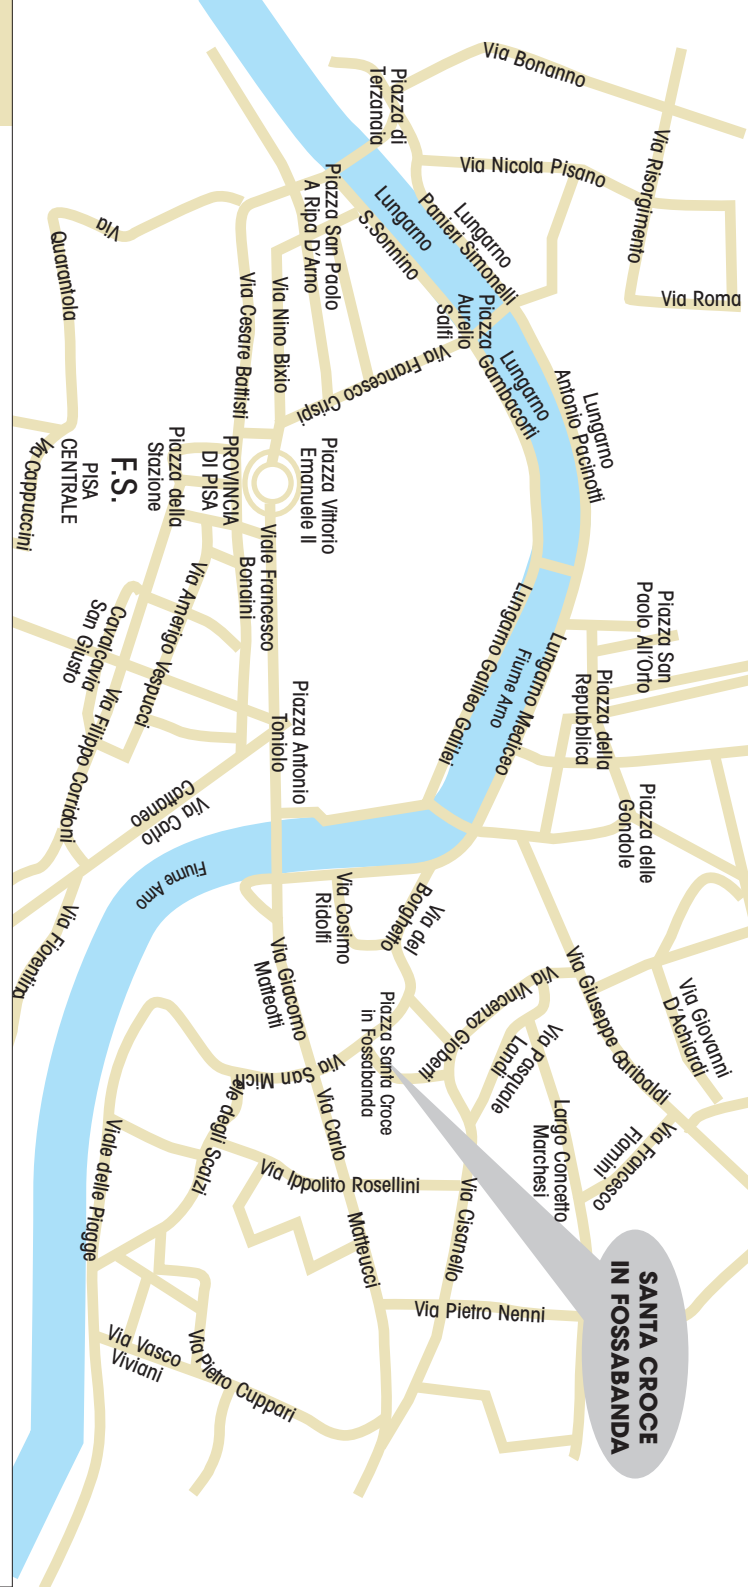 Via Bonanno
Piazza di
Terzanaia
Via Nicola Pisano
Via Risorgimento
Via Roma
Lungarno
Panieri Simonelli
Lungarno
S.Sonnino
Piazza San Paolo
A Ripa D'Arno
Via
Quarantola
Via Cesare Battisti
Via Nino Bixio
Piazza
Aurelio
Salfi
Via Francesco Crispi
Lungarno
Gambacorti
Lungarno
Antonio Pacinotti
Piazza Vittorio
Emanuele II
PROVINCIA
DI PISA
Piazza della
Stazione
F.S.
PISA
CENTRALE
Via Cappuccini
Viale Francesco
Bonaini
Via Amerigo Vespucci
Cavalcavia
San Giusto
Via Filippo Corridoni
Lungarno Galileo Galilei
Fiume Arno
Lungarno Mediceo
Piazza San
Paolo All'Orto
Piazza della
Repubblica
Piazza Antonio
Toniolo
Via Carlo
Cattaneo
Piazza delle
Gondole
Fiume Arno
Via Fiorentina
Via Cosimo
Ridolfi
Via del
Borghetto
Via Giacomo
Matteotti
Via Giuseppe Garibaldi
Via Giovanni
D'Achiardi
Via Vincenzo Gioberti
Via Pasquale
Landi
Piazza Santa Croce
in Fossabanda
Via San Michele degli Scalzi
Via Carlo
Matteucci
Largo Concetto
Marchesi
Via Francesco
Flamini
Viale delle Piagge
Via Ippolito Rosellini
Via Cisanello
Via Pietro Nenni
SANTA CROCE
IN FOSSABANDA
Via Vasco
Viviani
Via Pietro Cuppari